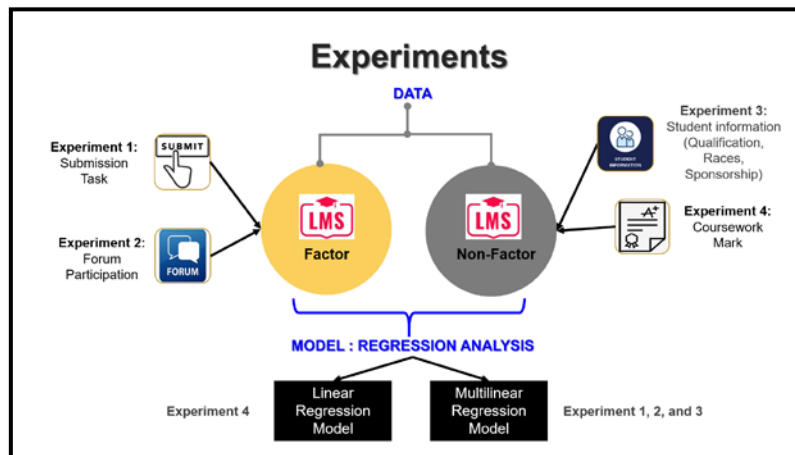 Experiments
DATA
Experiment 1:
Submission
Task
SUBMIT
Experiment 2:
Forum
Participation
FORUM
LMS
Factor
LMS
Non-Factor
STUDENT
INFORMATION
Experiment 3:
Student information
(Qualification,
Races,
Sponsorship)
A+
Experiment 4:
Coursework
Mark
MODEL : REGRESSION ANALYSIS
Experiment 4
Linear
Regression
Model
Multilinear
Regression
Model
Experiment 1, 2, and 3